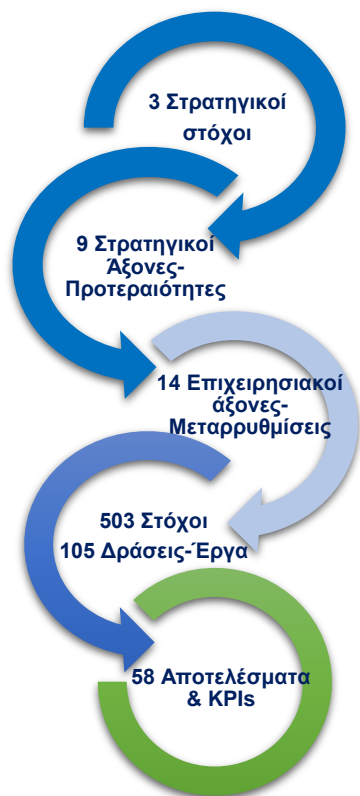 3 Στρατηγικοί
στόχοι
9 Στρατηγικοί
Άξονες-
Προτεραιότητες
14 Επιχειρησιακοί
άξονες-
Μεταρρυθμίσεις
503 Στόχοι
105 Δράσεις-Έργα
58 Αποτελέσματα
& KPIs